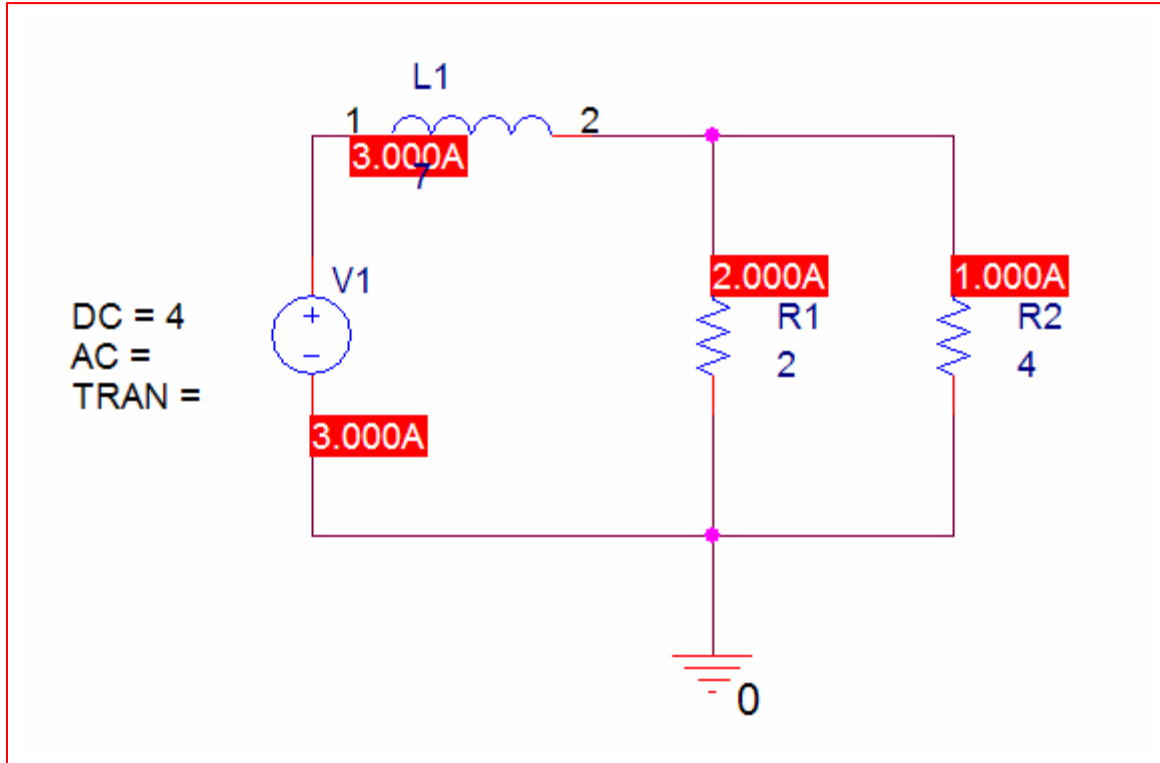 L1
1
2
3.000A
7
2.000A
1.000A
V1
+
−
R1
R2
DC = 4
AC =
TRAN =
2
4
3.000A
0